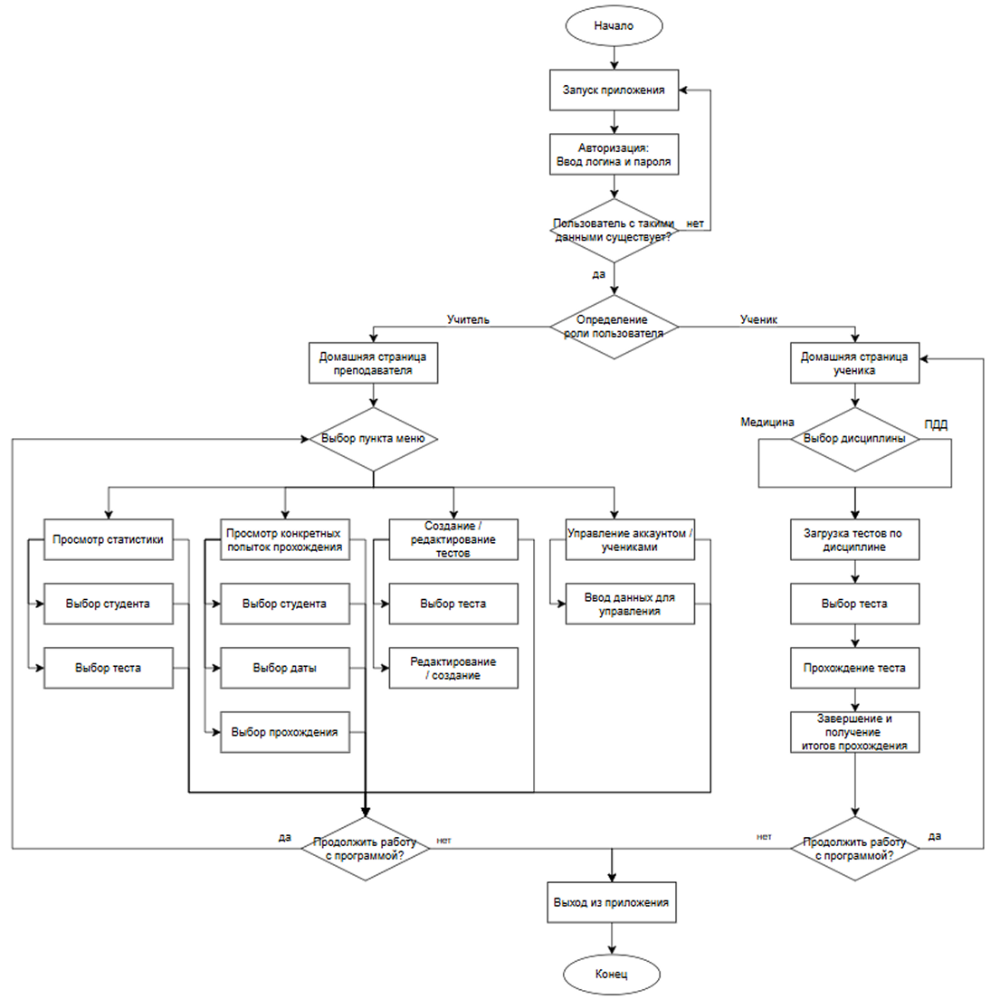 Начало
Запуск приложения
Авторизация:
Ввод логина и пароля
Пользователь с такими
данными существует?
нет
да
Определение
роли пользователя
Учитель
Ученик
Домашняя страница
преподавателя
Домашняя страница
ученика
Выбор пункта меню
Медицина
Выбор дисциплины
ПДД
Просмотр статистики
Просмотр конкретных
попыток прохождения
Создание /
редактирование
тестов
Управление аккаунтом /
учениками
Загрузка тестов по
дисциплине
Выбор студента
Выбор студента
Выбор теста
Ввод данных для
управления
Выбор теста
Выбор теста
Выбор даты
Редактирование
/ создание
Прохождение теста
Выбор прохождения
Завершение и
получение
итогов прохождения
да
Продолжить работу
с программой?
нет
нет
Продолжить работу
с программой?
да
Выход из приложения
Конец